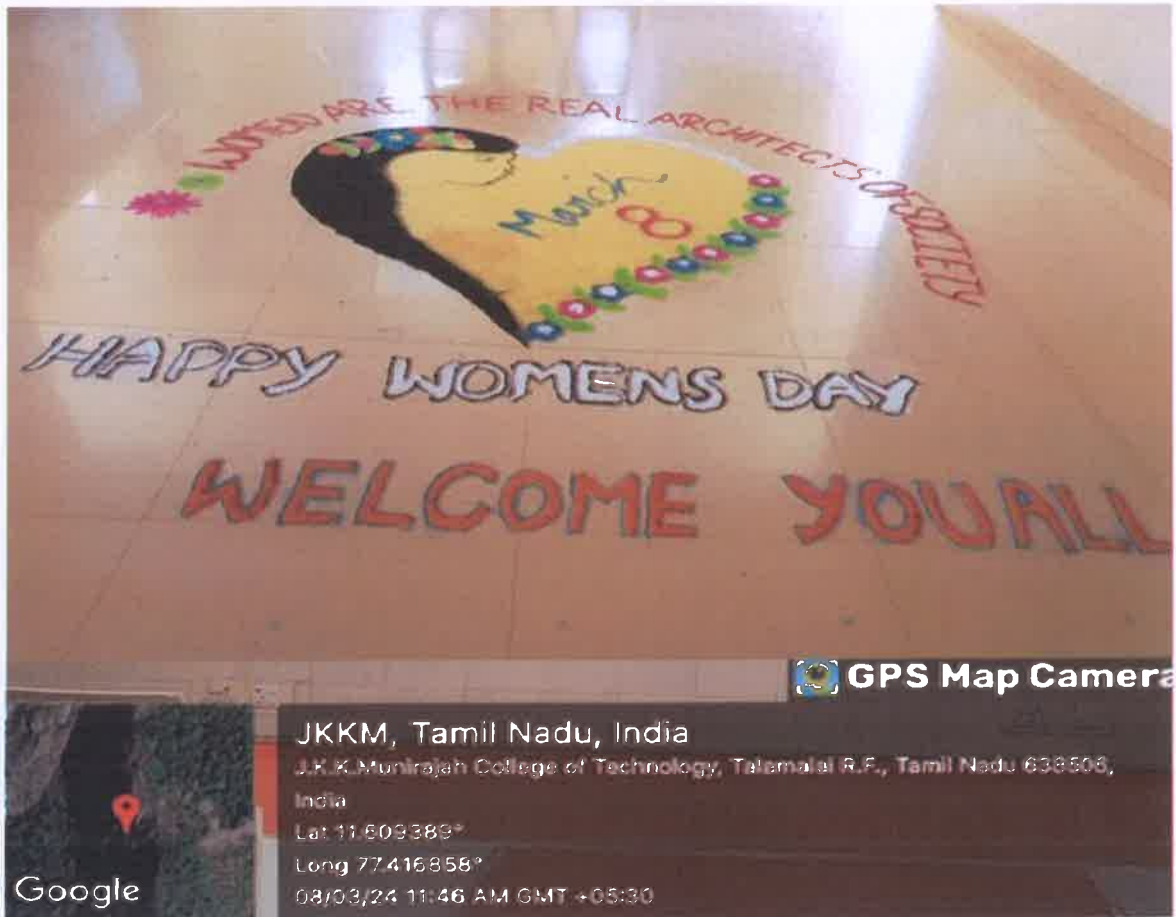 WOMEN ARE THE REAL ARCHITECTS OF SOCIETY
March
8
HAPPY WOMENS DAY
WELCOME YOU ALL
GPS Map Camera
JKKM, Tamil Nadu, India
J.K.K.Munirajah College of Technology, Talamalai R.F., Tamil Nadu 638506,
India
Lat 11.609389°
Long 77.416858°
08/03/24 11:46 AM GMT +05:30
Google